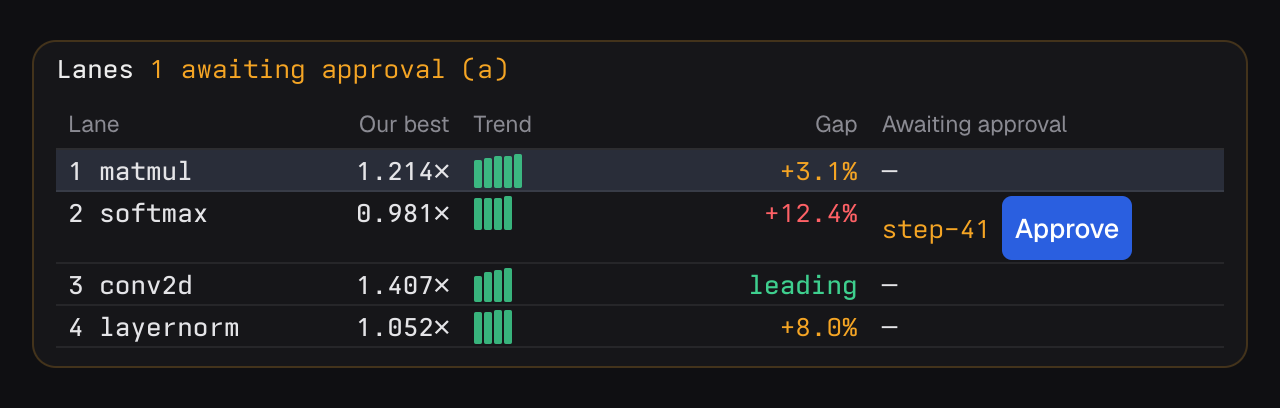 Lanes 1 awaiting approval (a)
Lane Our best Trend Gap Awaiting approval
1 matmul 1.214× +3.1% —
2 softmax 0.981× +12.4% step-41 Approve
3 conv2d 1.407× leading —
4 layernorm 1.052× +8.0% —